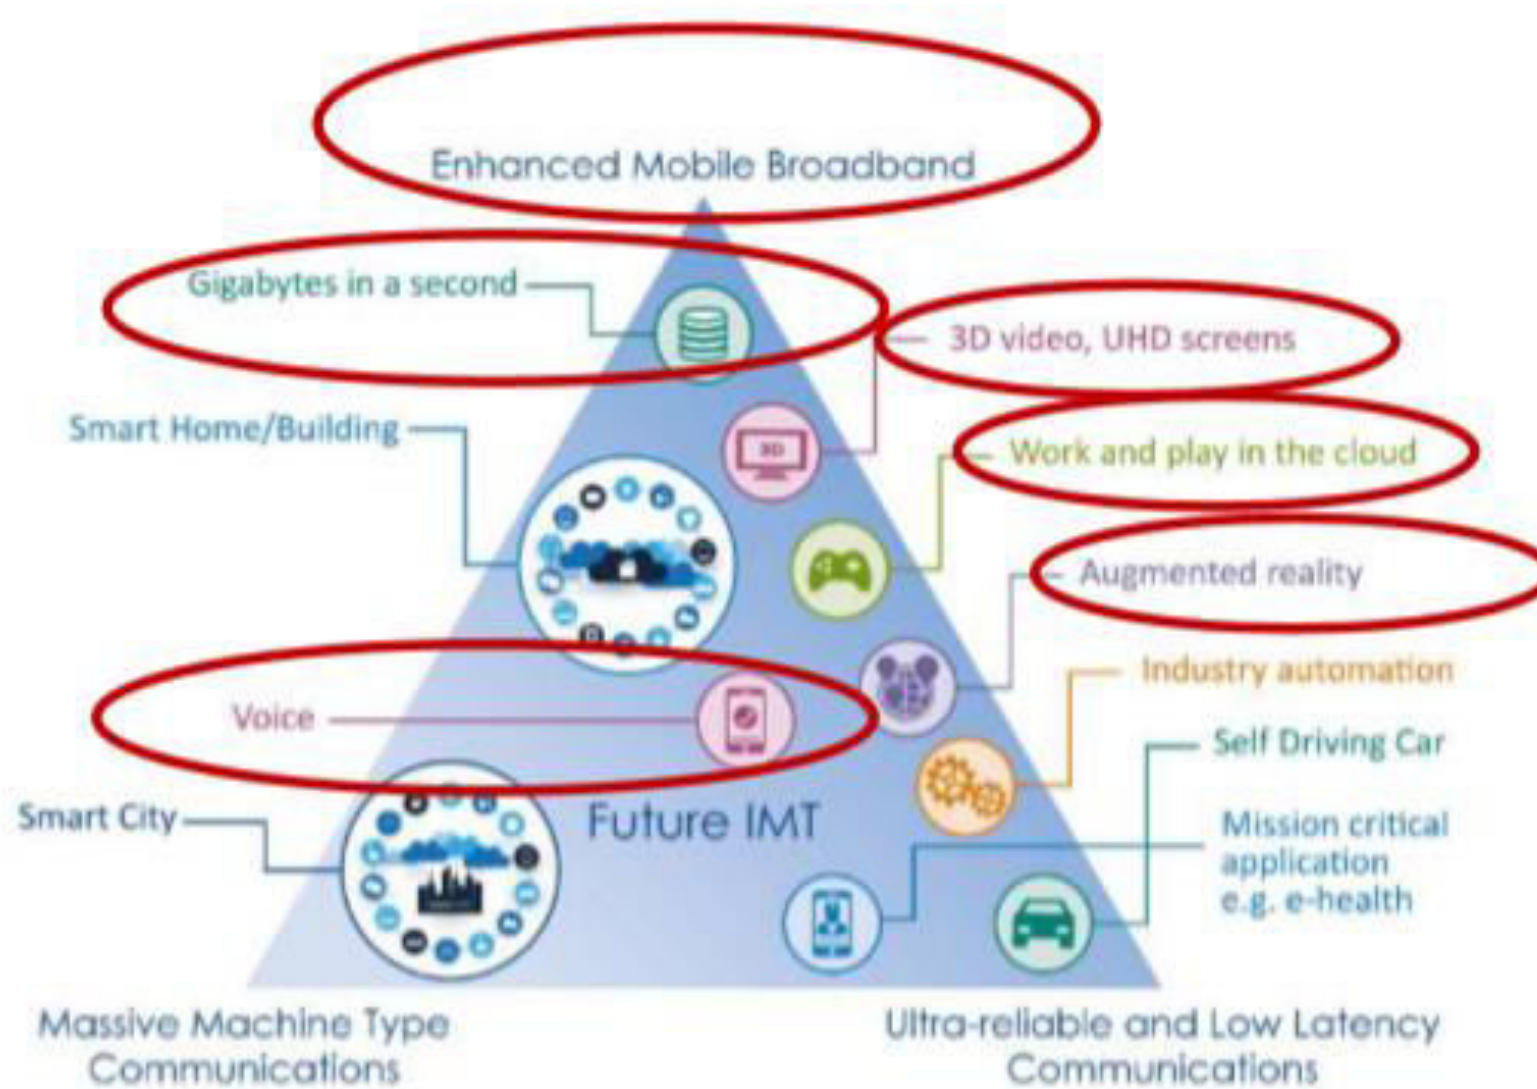 Enhanced Mobile Broadband
Gigabytes in a second
3D video, UHD screens
Smart Home/Building
3D
Work and play in the cloud
Augmented reality
Voice
Industry automation
Self Driving Car
Smart City
Future IMT
Mission critical
application
e.g. e-health
Massive Machine Type
Communications
Ultra-reliable and Low Latency
Communications